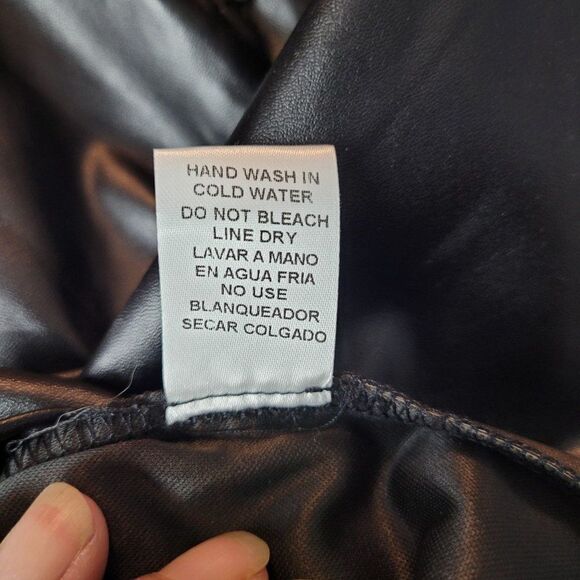 HAND WASH IN
COLD WATER
DO NOT BLEACH
LINE DRY
LAVAR A MANO
EN AGUA FRIA
NO USE
BLANQUEADOR
SECAR COLGADO